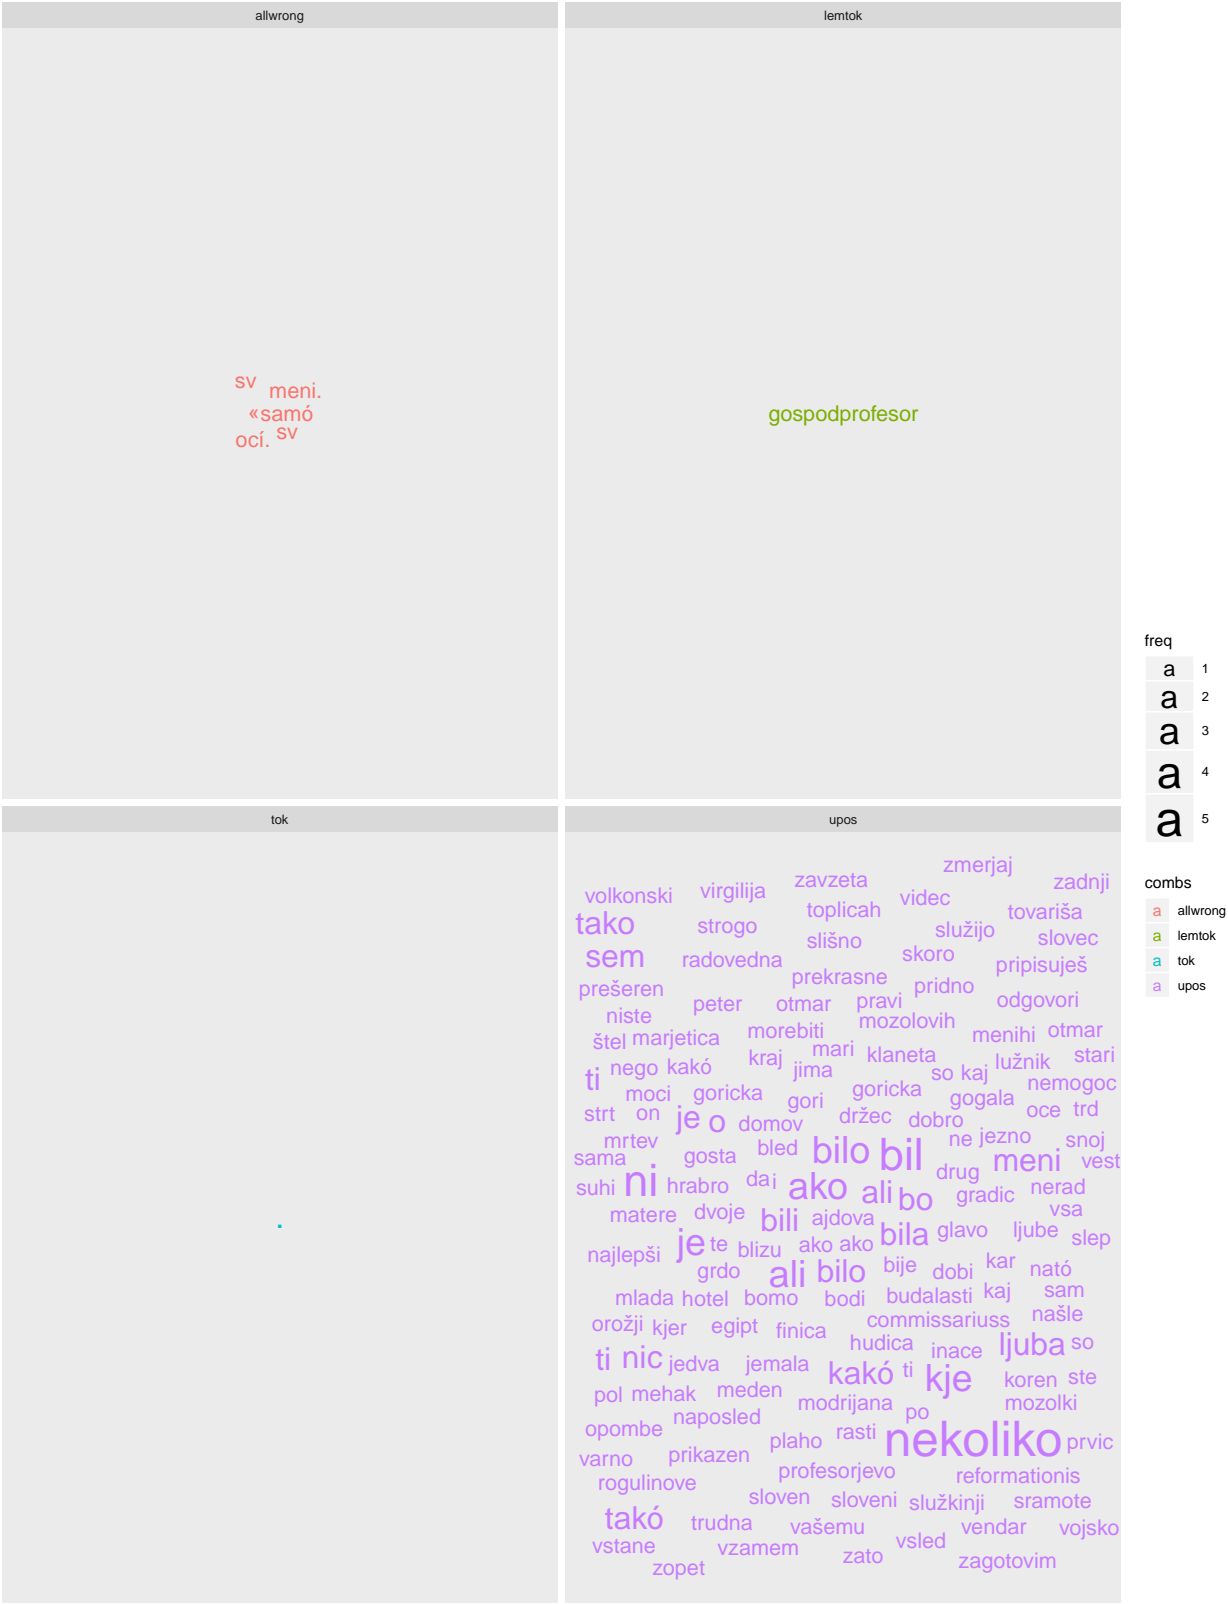 allwrong
lemtok
sv
meni.
«samó
ocí. sv
gospodprofesor
tok
upos
.
zmerjaj
volkonski virgilija zavzeta videc zadnji
tako strogo toplicah služijo tovariša
sem radovedna slišno skoro slovec
prešeren prekrasne pridno pripisuješ
niste peter otmar pravi odgovori
štel marjetica morebiti mozolovih menihi otmar
ti nego kakó kraj jima mari klaneta so kaj lužnik stari
moci goricka gori goricka gogala nemogoc
strt on je o domov držec dobro oce trd
mrtev gosta bled bilo bil ne jezno snoj
sama suhi ni hrabro da i ako ali bo drug meni vest
matere dvoje bili ajdova bila gradic nerad vsa
najlepši je te blizu ako ako glavo ljube slep
grdo ali bilo bije dobi kar nató
mlada hotel bomo bodi budalasti kaj sam
orožji kjer egipt finica commissariuss našle
ti nic jedva jemala hudica inace ljuba so
pol mehak meden kakó ti kje koren ste
opombe naposled modrijana po mozolki
varno prikazen plaho rasti nekoliko prvic
rogulinove profesorjevo reformationis
takó sloven sloveni služkinji sramote
vstane trudna vašemu vsled vendar vojsko
zopet vzamem zato zagotovim
freq
a 1
a 2
a 3
a 4
a 5
combs
a allwrong
a lemtok
a tok
a upos